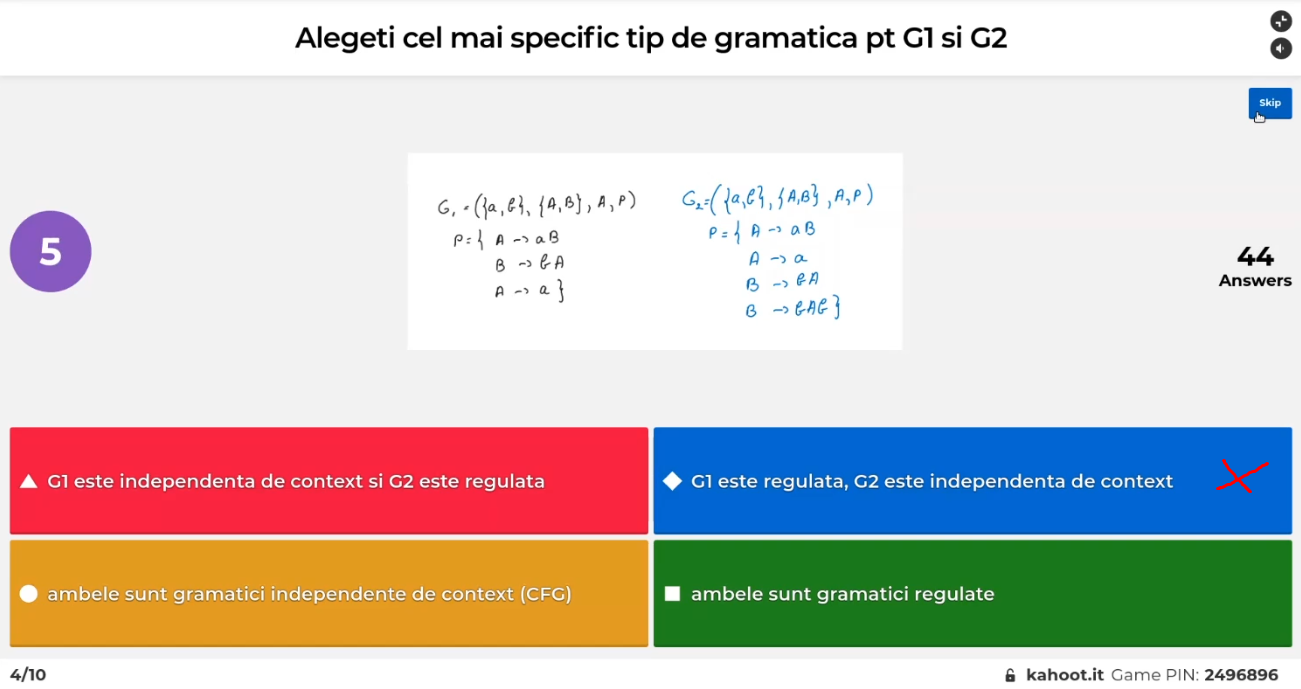 Alegeti cel mai specific tip de gramatica pt G1 si G2
Skip
G₁ = ({a, b}, {A, B}, A, P)
P = { A -> aB
B -> bA
A -> a }
G₂ = ({a, b}, {A, B}, A, P)
P = { A -> aB
A -> a
B -> bA
B -> bAb }
5
44
Answers
G1 este independenta de context si G2 este regulata
G1 este regulata, G2 este independenta de context
ambele sunt gramatici independente de context (CFG)
ambele sunt gramatici regulate
4/10
kahoot.it Game PIN: 2496896